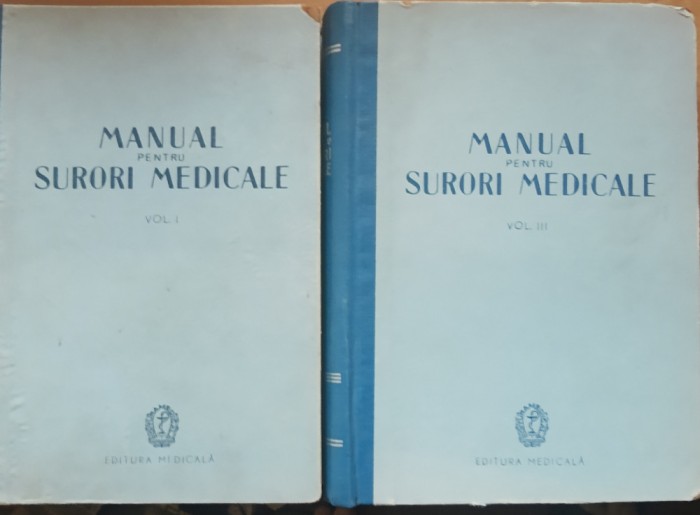 MANUAL
PENTRU
SURORI MEDICALE
VOL. I
EDITURA MEDICALĂ
MANUAL
PENTRU
SURORI MEDICALE
VOL. III
EDITURA MEDICALĂ